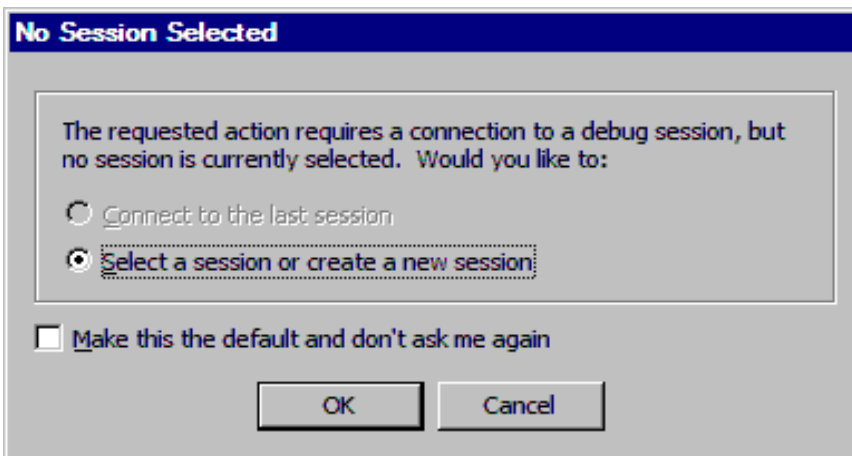 No Session Selected
The requested action requires a connection to a debug session, but
no session is currently selected.  Would you like to:
Connect to the last session
Select a session or create a new session
Make this the default and don't ask me again
OK Cancel